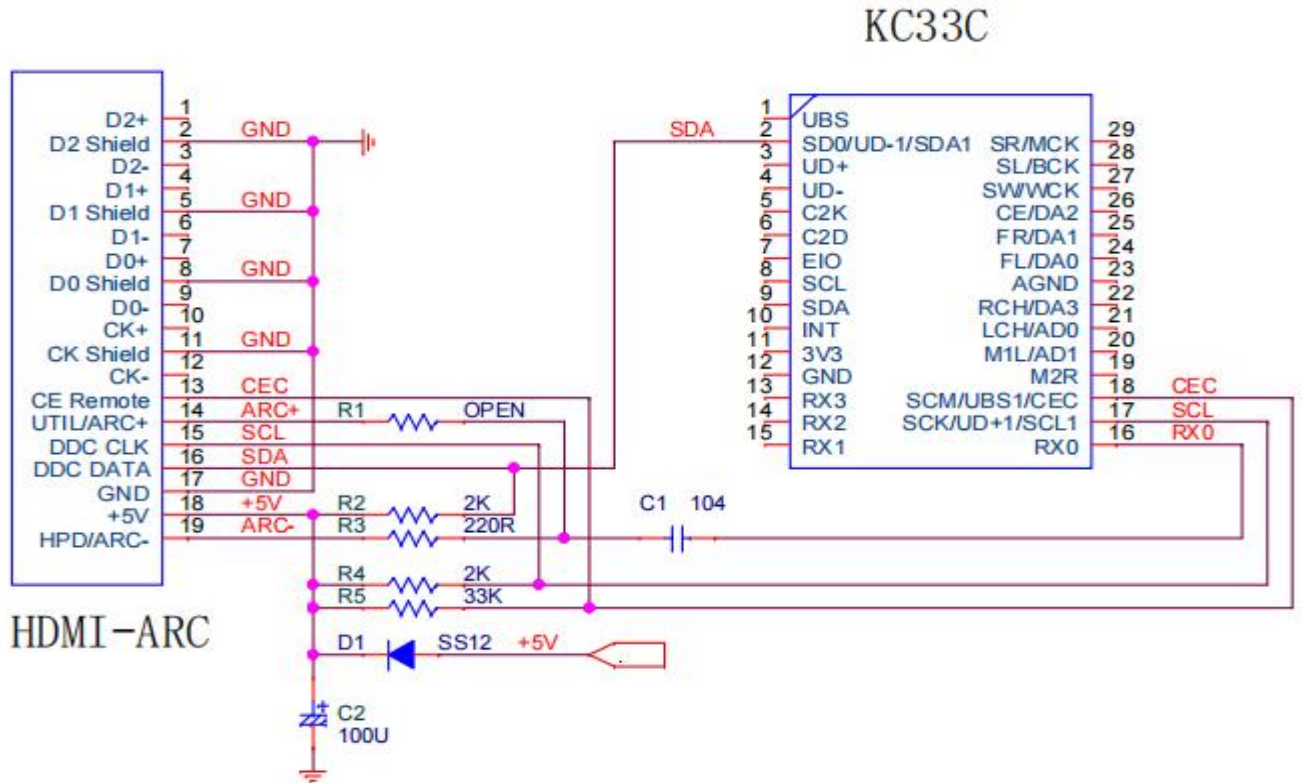 KC33C
D2+ 1
D2 Shield 2 GND
D2- 3
D1+ 4
D1 Shield 5 GND
D1- 6
D0+ 7
D0 Shield 8 GND
D0- 9
CK+ 10
CK Shield 11 GND
CK- 12
CE Remote 13 CEC
UTIL/ARC+ 14 ARC+ R1 OPEN
DDC CLK 15 SCL
DDC DATA 16 SDA
GND 17 GND
+5V 18 +5V R2 2K
HPD/ARC- 19 ARC- R3 220R C1 104
R4 2K
R5 33K
HDMI-ARC
D1 SS12 +5V
C2
100U
SDA
1 UBS
2 SD0/UD-1/SDA1 SR/MCK 29
3 UD+ SL/BCK 28
4 UD- SW/WCK 27
5 C2K CE/DA2 26
6 C2D FR/DA1 25
7 EIO FL/DA0 24
8 SCL AGND 23
9 SDA RCH/DA3 22
10 INT LCH/AD0 21
11 3V3 M1L/AD1 20
12 GND M2R 19
13 RX3 SCM/UBS1/CEC 18 CEC
14 RX2 SCK/UD+1/SCL1 17 SCL
15 RX1 RX0 16 RX0